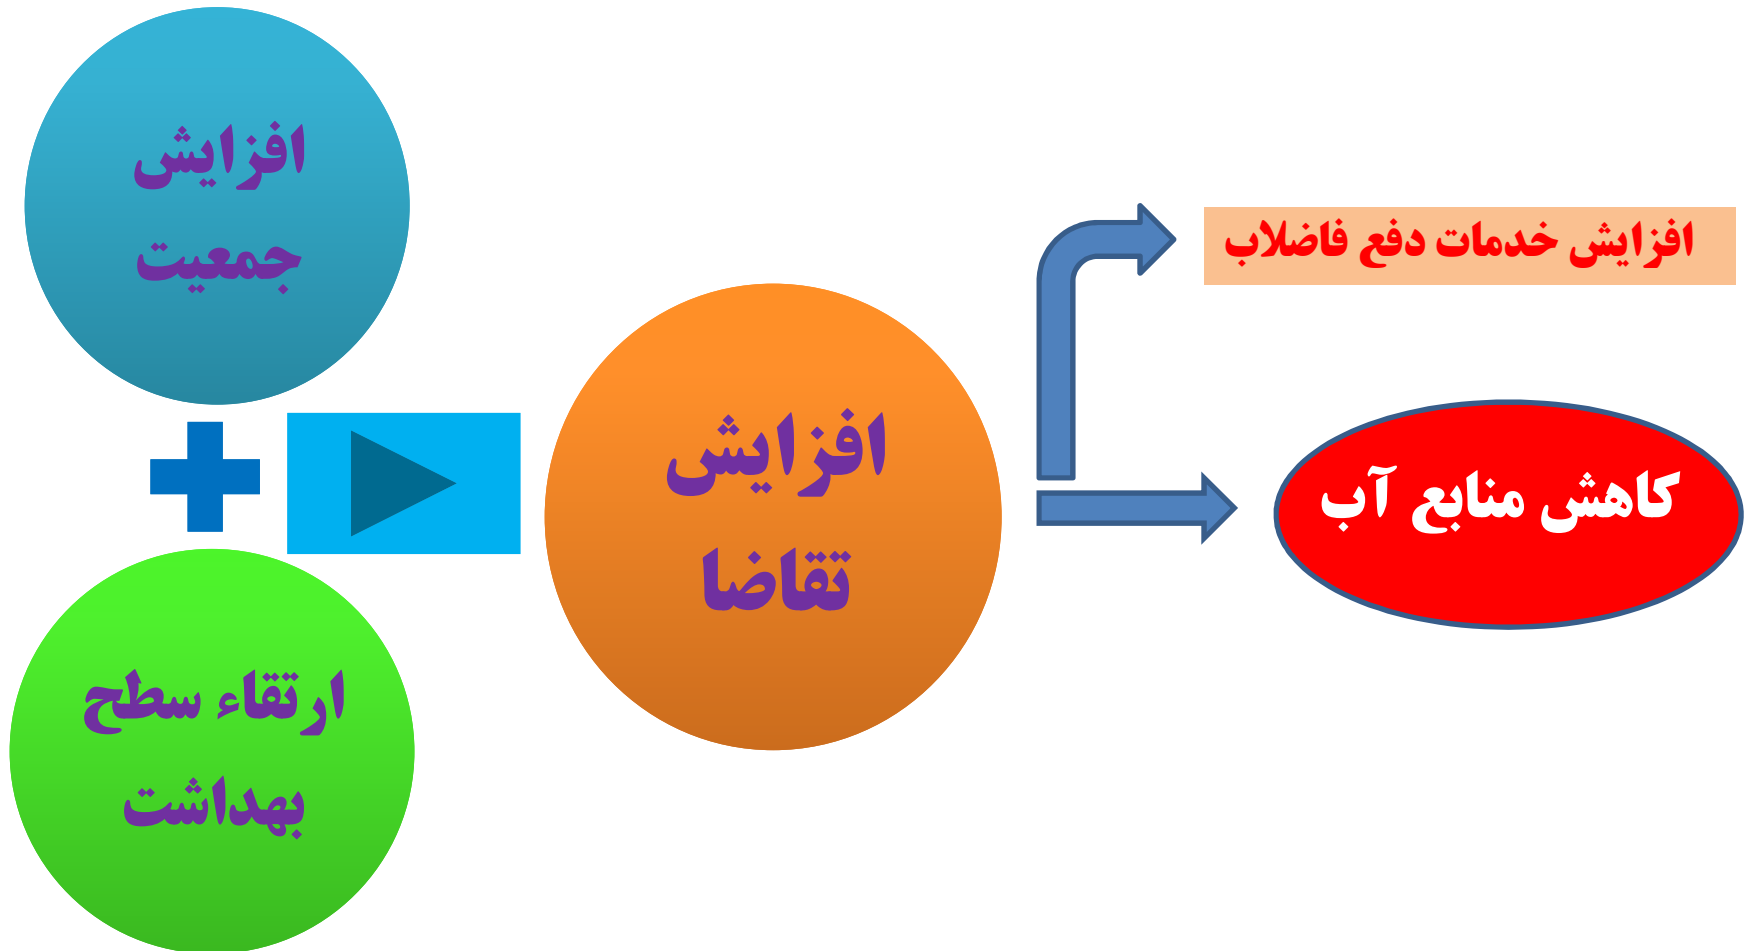 افزایش
جمعیت
ارتقاء سطح
بهداشت
افزایش
تقاضا
افزایش خدمات دفع فاضلاب
کاهش منابع آب